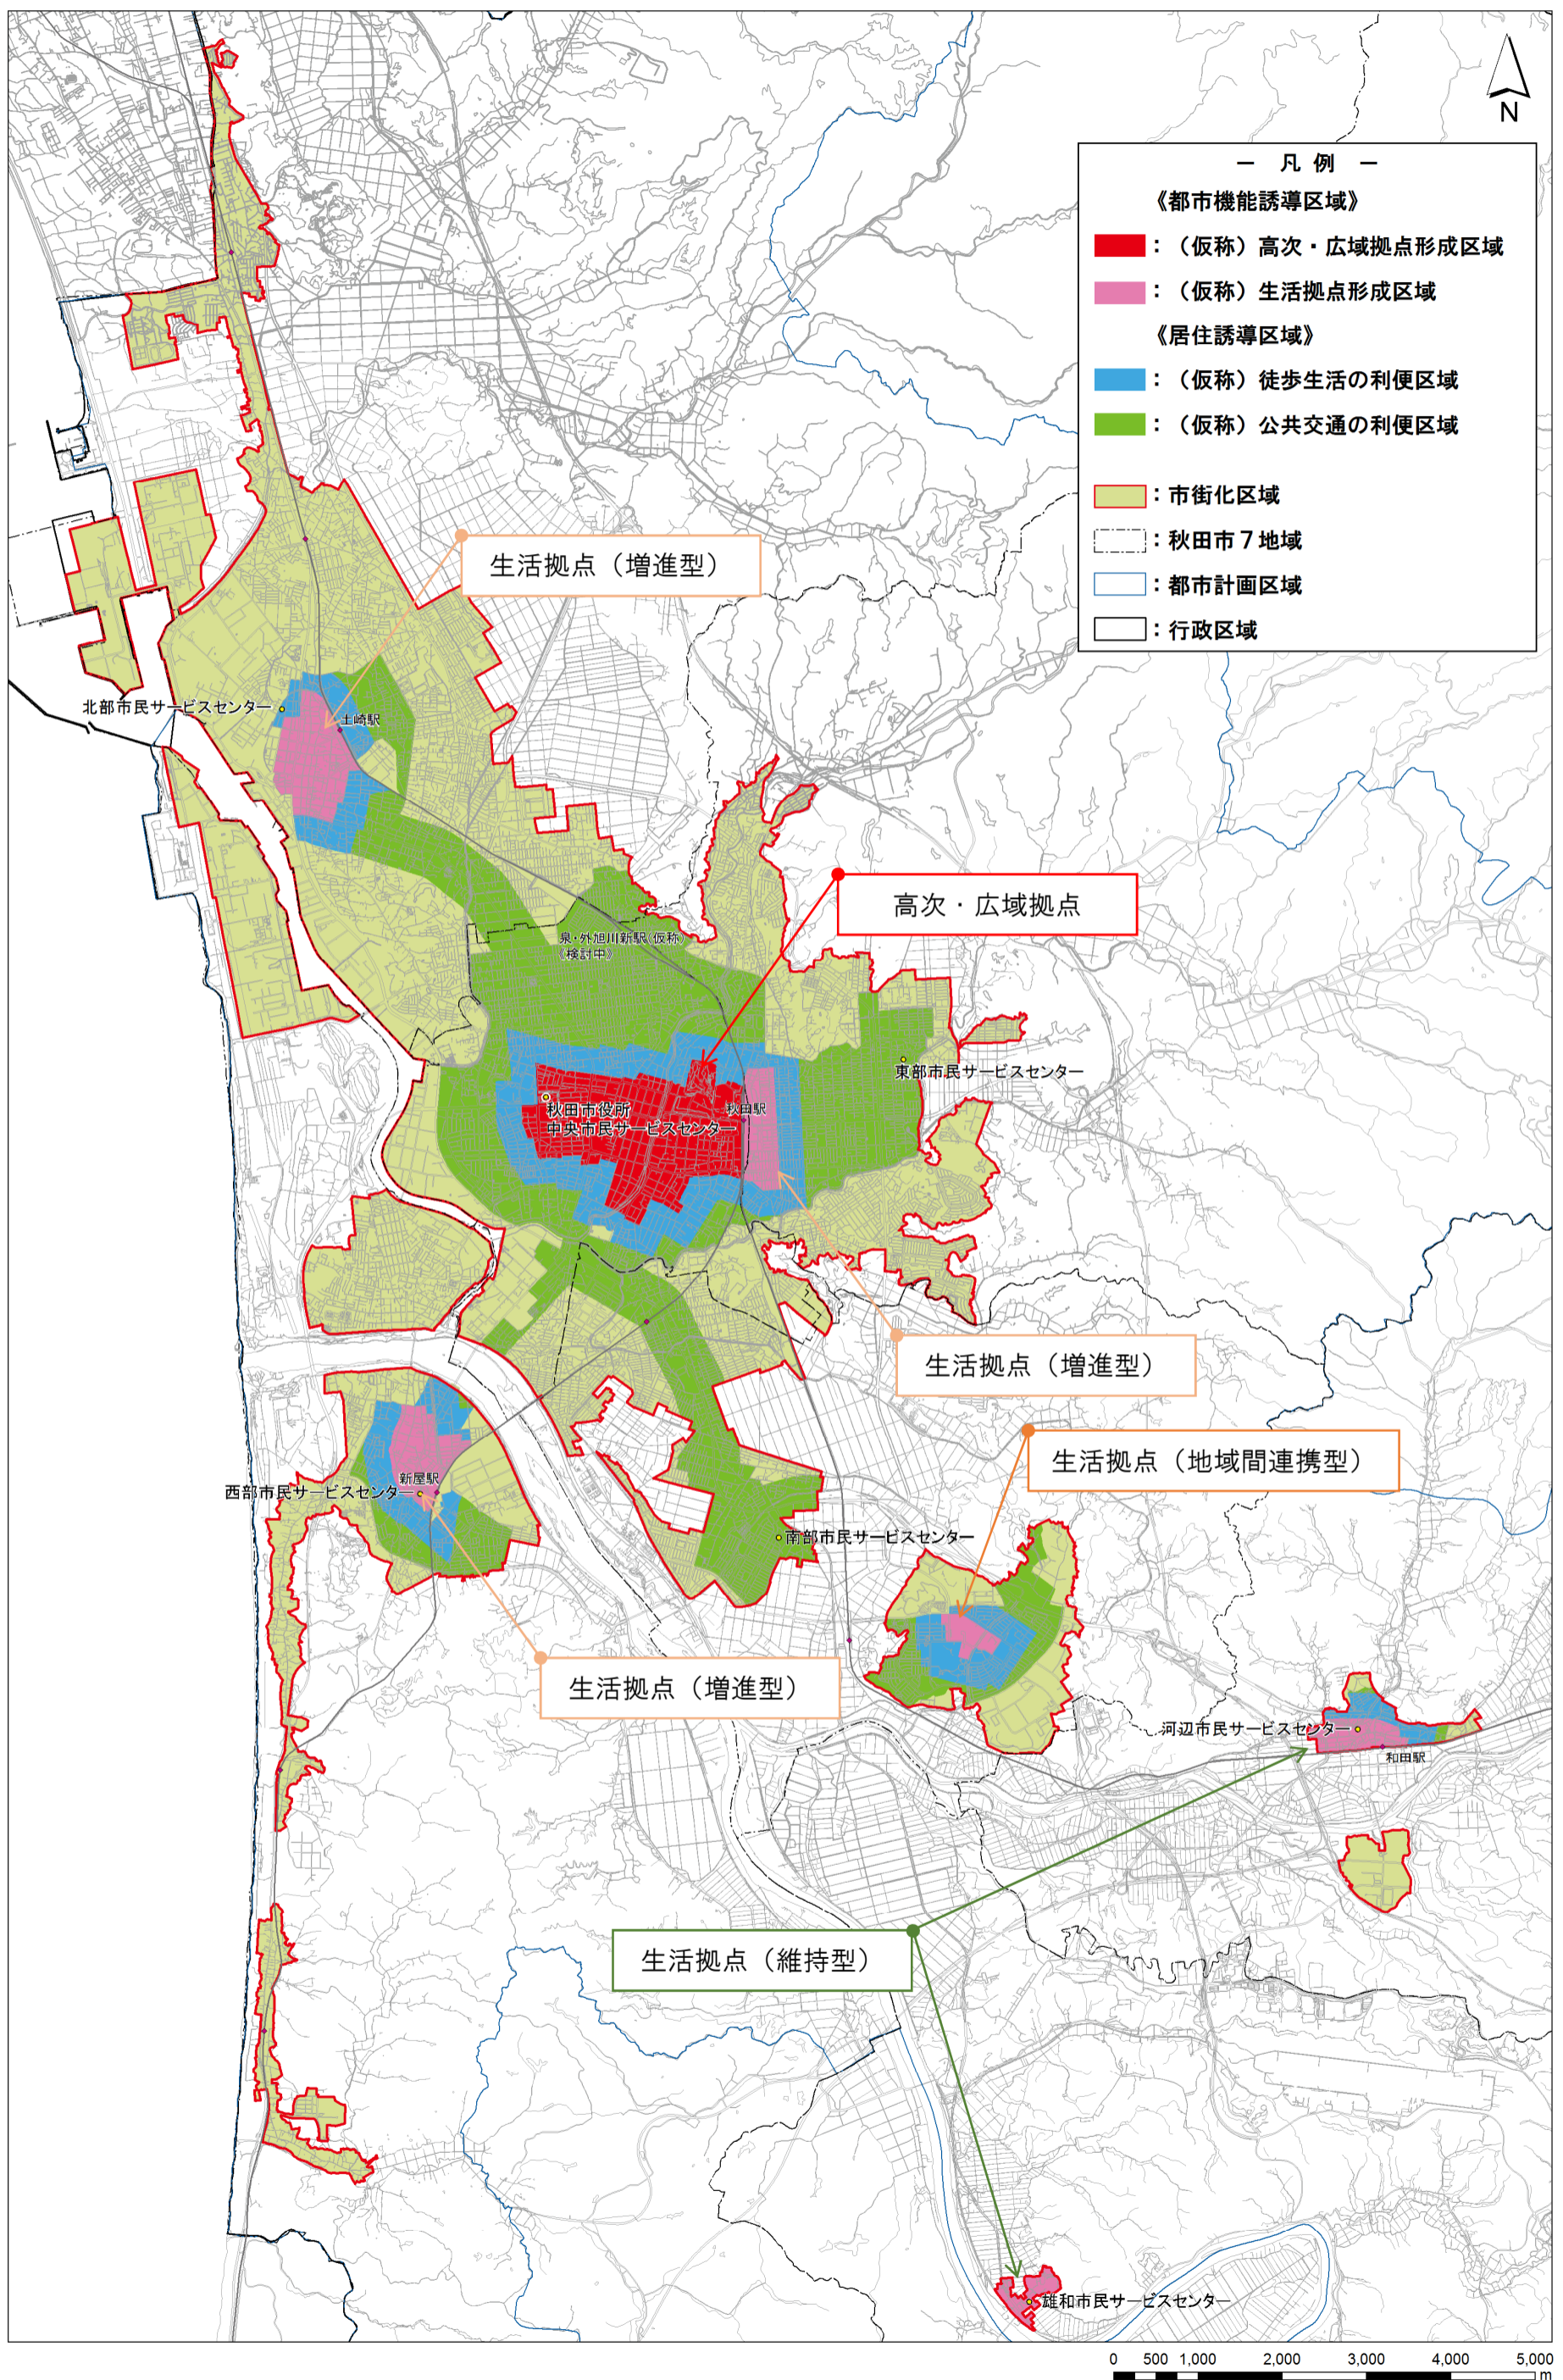 N
― 凡 例 ―
《都市機能誘導区域》
：（仮称）高次・広域拠点形成区域
：（仮称）生活拠点形成区域
《居住誘導区域》
：（仮称）徒歩生活の利便区域
：（仮称）公共交通の利便区域
：市街化区域
：秋田市７地域
：都市計画区域
：行政区域
生活拠点（増進型）
北部市民サービスセンター
土崎駅
高次・広域拠点
泉・外旭川新駅（仮称）
《検討中》
東部市民サービスセンター
秋田市役所
中央市民サービスセンター
秋田駅
生活拠点（増進型）
生活拠点（地域間連携型）
新屋駅
西部市民サービスセンター
南部市民サービスセンター
生活拠点（増進型）
河辺市民サービスセンター
和田駅
生活拠点（維持型）
雄和市民サービスセンター
0 500 1,000 2,000 3,000 4,000 5,000
m